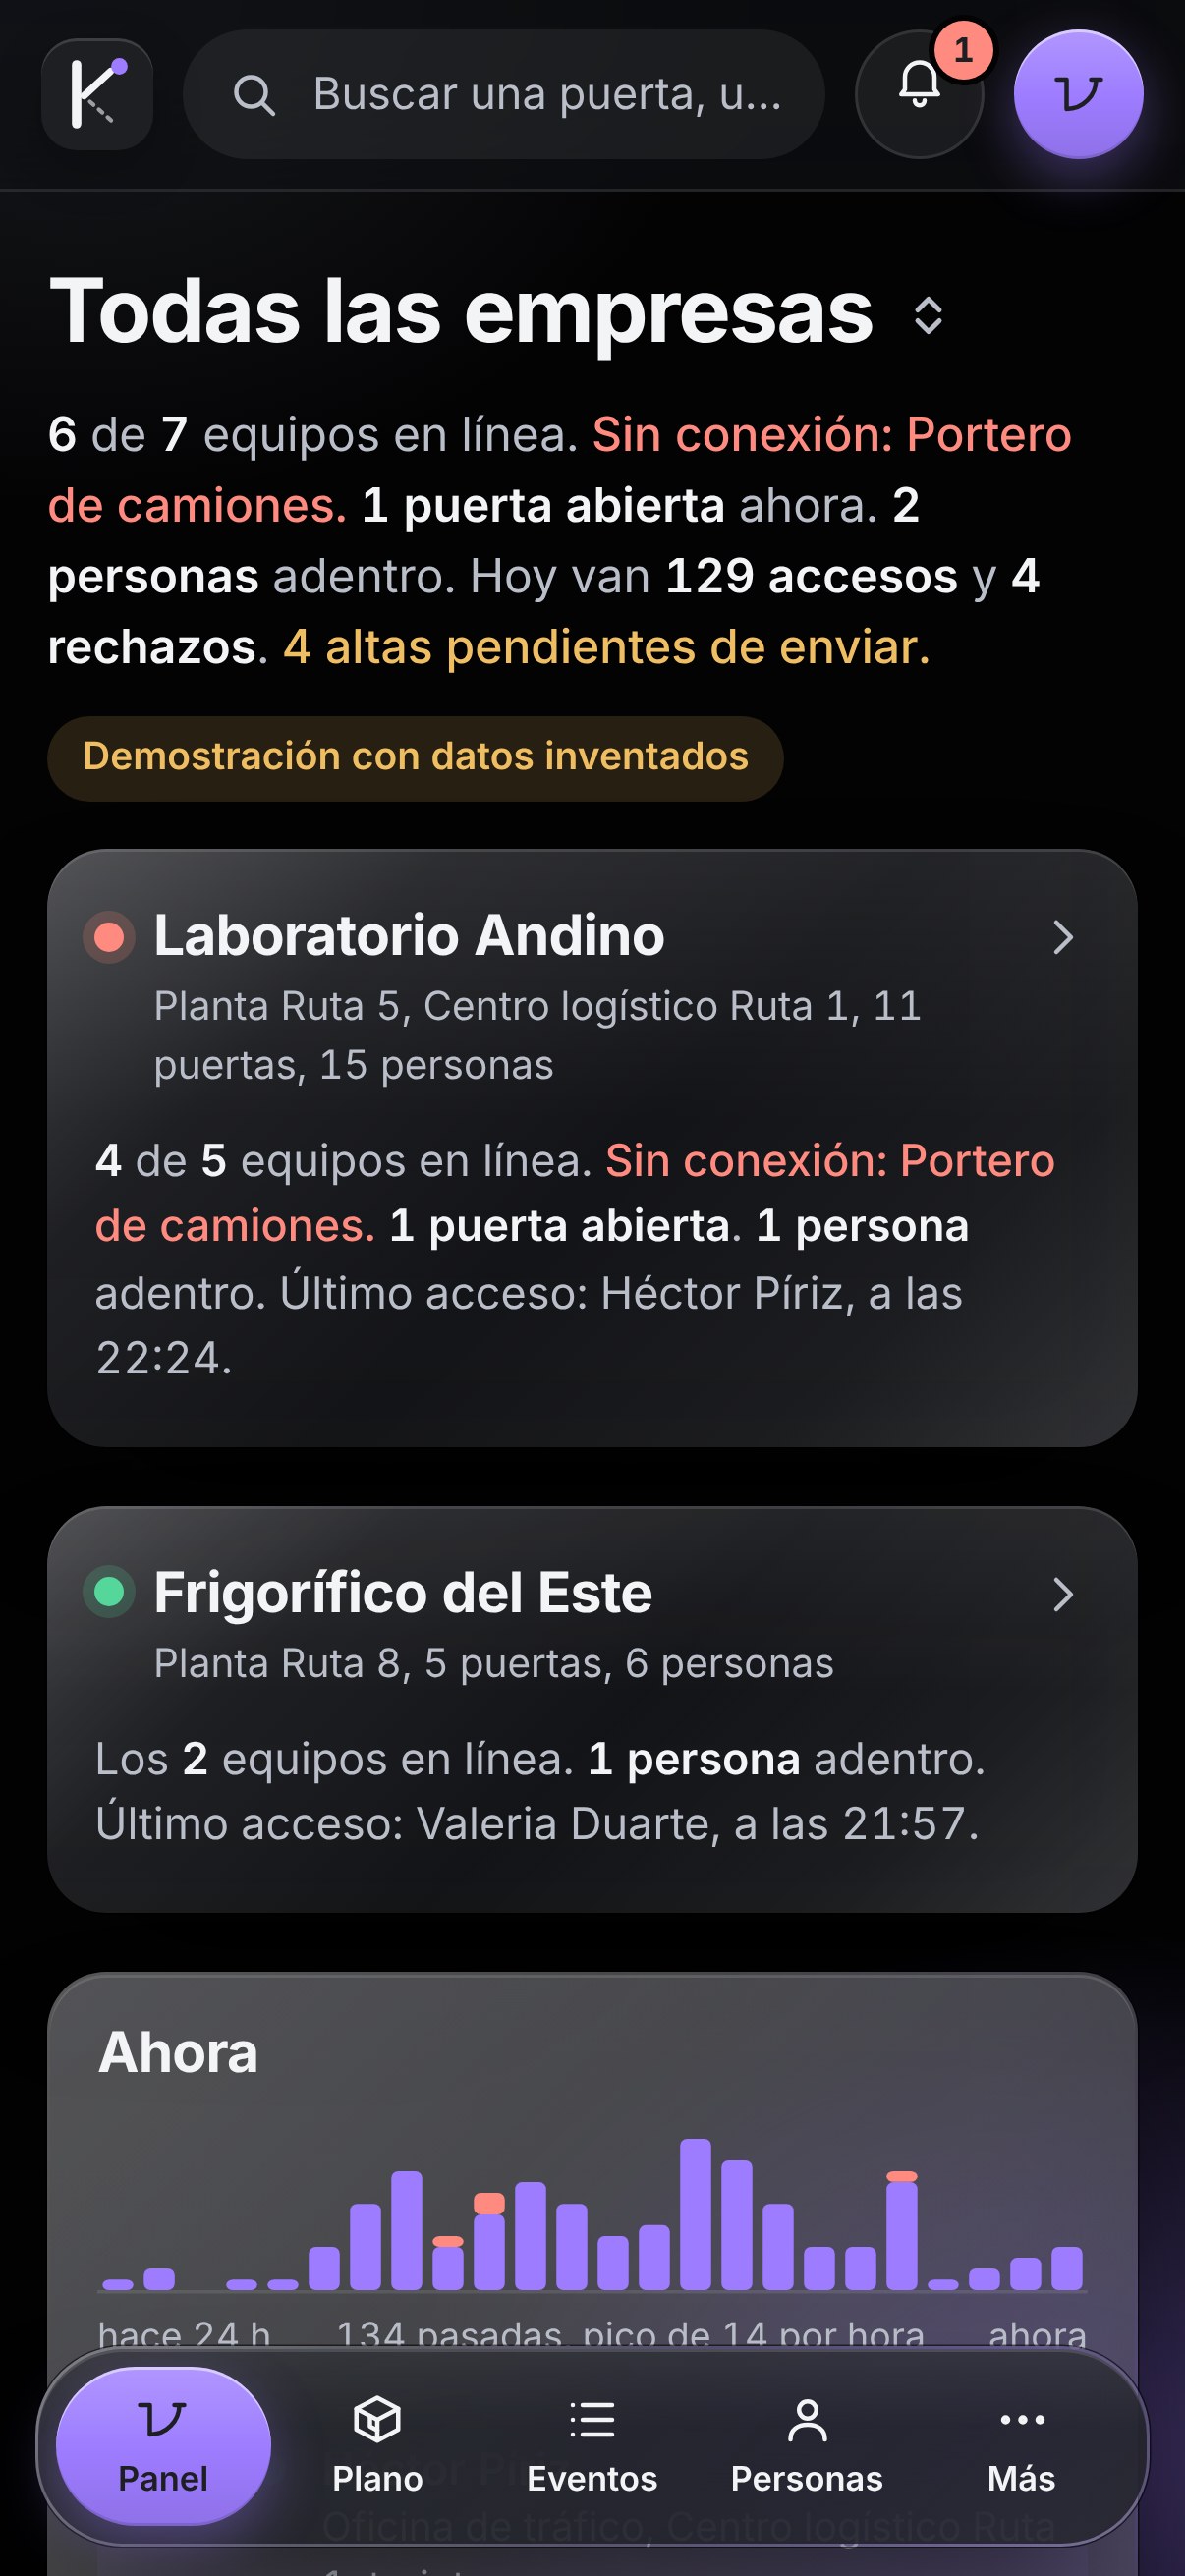 Buscar una puerta, u...
1
Todas las empresas
6 de 7 equipos en línea. Sin conexión: Portero
de camiones. 1 puerta abierta ahora. 2
personas adentro. Hoy van 129 accesos y 4
rechazos. 4 altas pendientes de enviar.
Demostración con datos inventados
Laboratorio Andino
Planta Ruta 5, Centro logístico Ruta 1, 11
puertas, 15 personas
4 de 5 equipos en línea. Sin conexión: Portero
de camiones. 1 puerta abierta. 1 persona
adentro. Último acceso: Héctor Píriz, a las
22:24.
Frigorífico del Este
Planta Ruta 8, 5 puertas, 6 personas
Los 2 equipos en línea. 1 persona adentro.
Último acceso: Valeria Duarte, a las 21:57.
Ahora
hace 24 h 134 pasadas, pico de 14 por hora ahora
Panel Plano Eventos Personas Más
Oficina de tráfico, Centro logístico Ruta